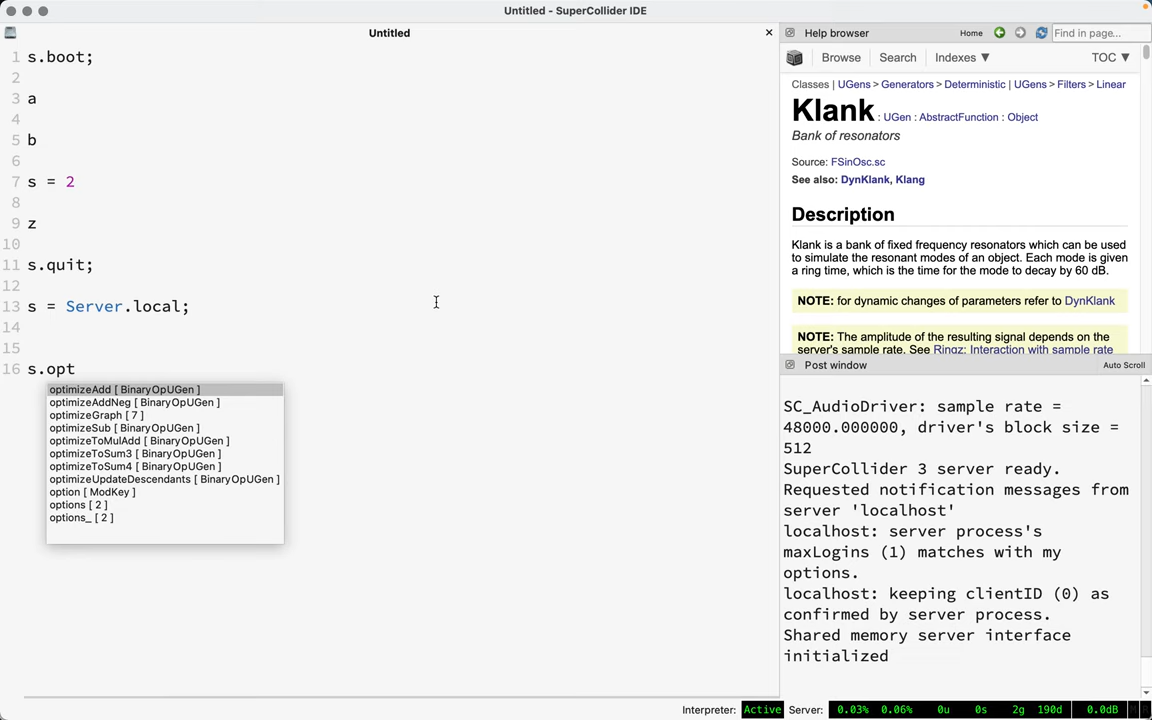 Untitled - SuperCollider IDE
Untitled
1 s.boot;
2
3 a
4
5 b
6
7 s = 2
8
9 z
10
11 s.quit;
12
13 s = Server.local;
14
15
16 s.opt
optimizeAdd [ BinaryOpUGen ]
optimizeAddNeg [ BinaryOpUGen ]
optimizeGraph [ 7 ]
optimizeSub [ BinaryOpUGen ]
optimizeToMulAdd [ BinaryOpUGen ]
optimizeToSum3 [ BinaryOpUGen ]
optimizeToSum4 [ BinaryOpUGen ]
optimizeUpdateDescendants [ BinaryOpUGen ]
option [ ModKey ]
options [ 2 ]
options_ [ 2 ]
Help browser Home Find in page...
Browse Search Indexes ▼ TOC ▼
Classes | UGens > Generators > Deterministic | UGens > Filters > Linear
Klank : UGen : AbstractFunction : Object
Bank of resonators
Source: FSinOsc.sc
See also: DynKlank, Klang
Description
Klank is a bank of fixed frequency resonators which can be used
to simulate the resonant modes of an object. Each mode is given
a ring time, which is the time for the mode to decay by 60 dB.
NOTE: for dynamic changes of parameters refer to DynKlank
NOTE: The amplitude of the resulting signal depends on the
server's sample rate. See Ringz: Interaction with sample rate
Post window Auto Scroll
SC_AudioDriver: sample rate =
48000.000000, driver's block size =
512
SuperCollider 3 server ready.
Requested notification messages from
server 'localhost'
localhost: server process's
maxLogins (1) matches with my
options.
localhost: keeping clientID (0) as
confirmed by server process.
Shared memory server interface
initialized
Interpreter: Active Server: 0.03% 0.06% 0u 0s 2g 190d 0.0dB M R